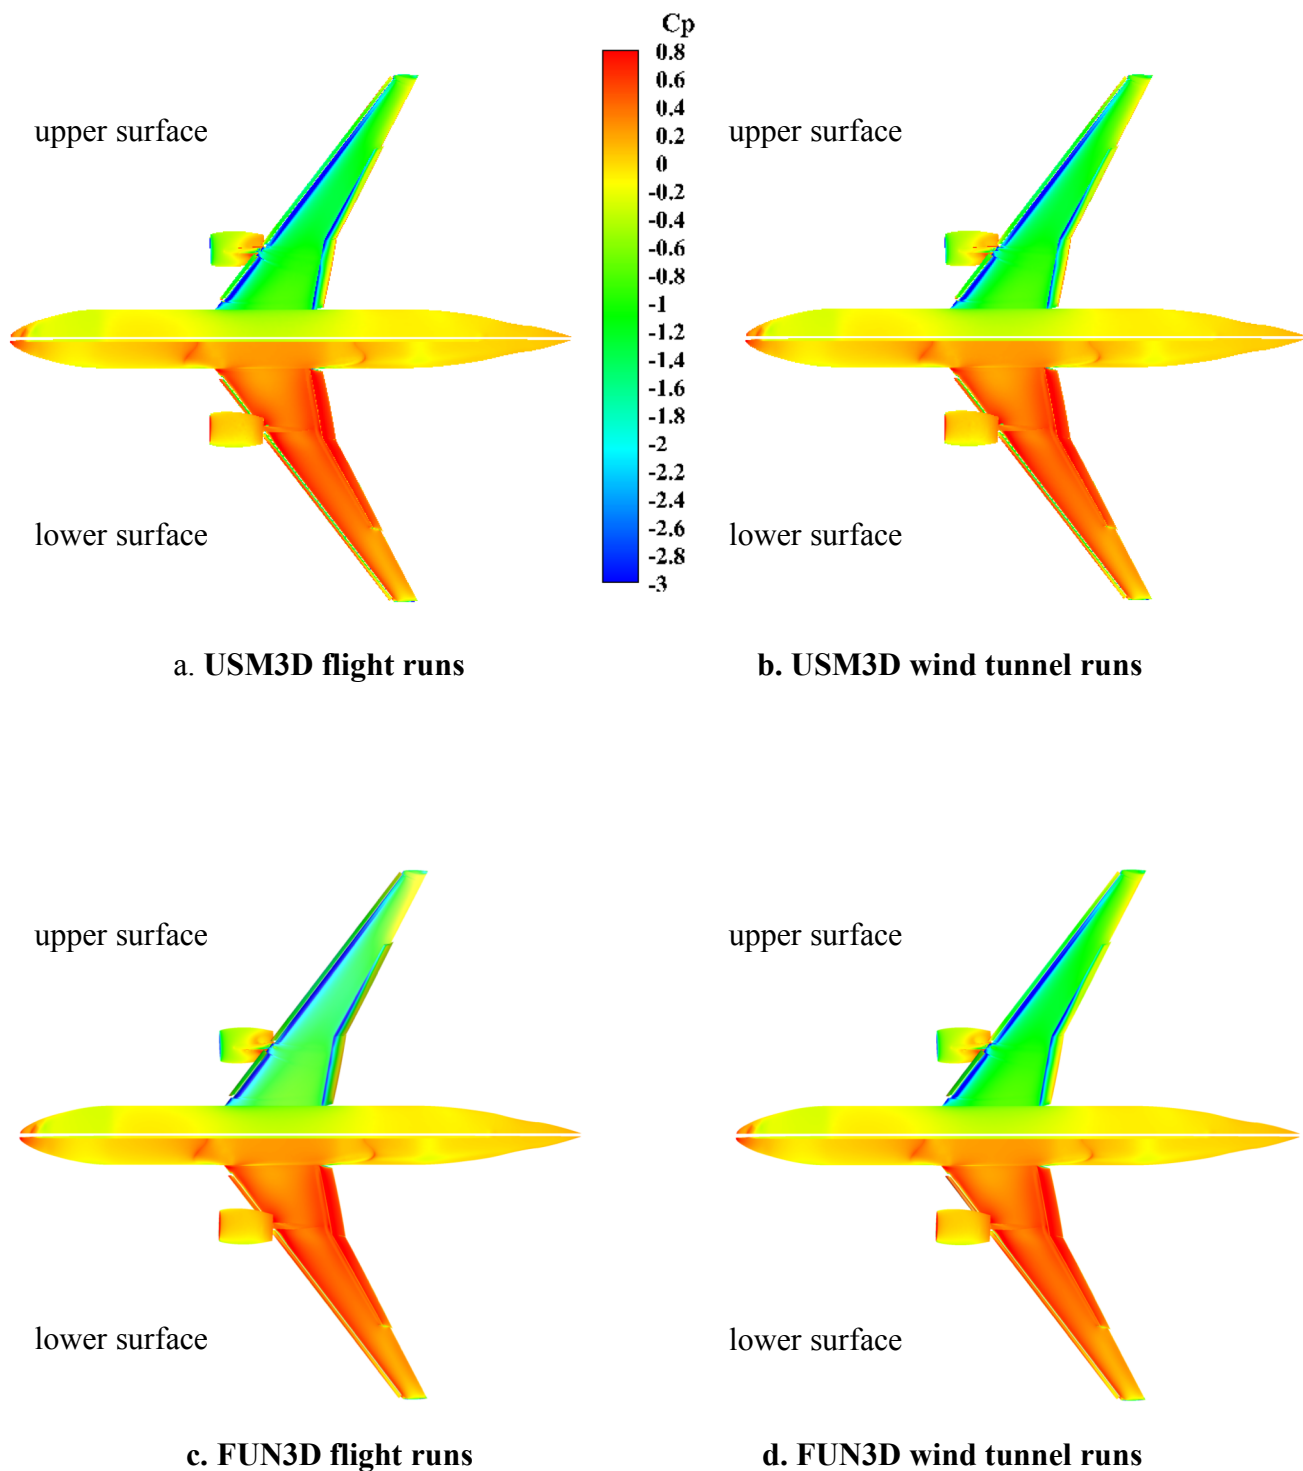 Cp
0.8
0.6
0.4
0.2
0
-0.2
-0.4
-0.6
-0.8
-1
-1.2
-1.4
-1.6
-1.8
-2
-2.2
-2.4
-2.6
-2.8
-3
upper surface
upper surface
lower surface
lower surface
a. USM3D flight runs
b. USM3D wind tunnel runs
upper surface
upper surface
lower surface
lower surface
c. FUN3D flight runs
d. FUN3D wind tunnel runs